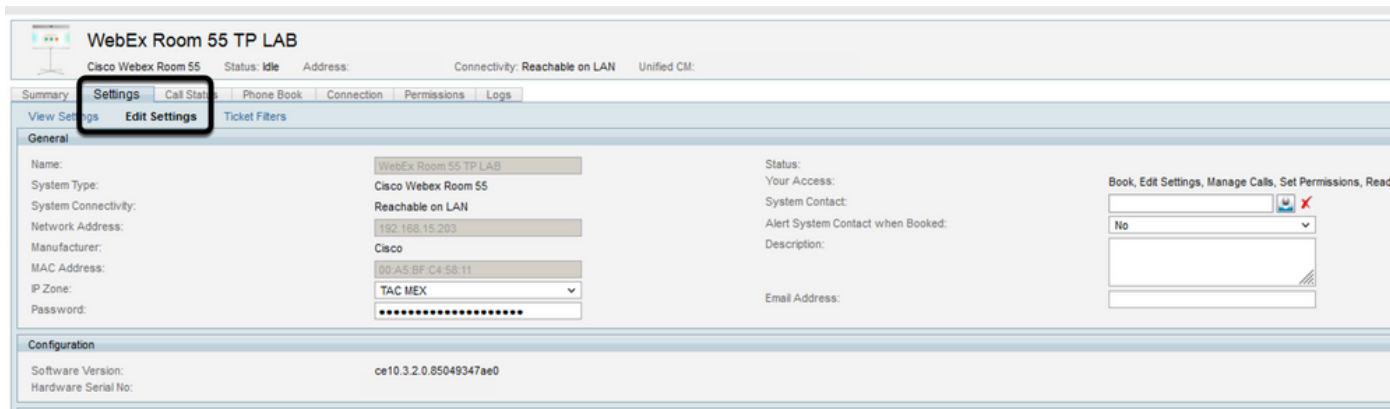 WebEx Room 55 TP LAB
Cisco Webex Room 55 Status: Idle Address: Connectivity: Reachable on LAN Unified CM:
Summary Settings Call Status Phone Book Connection Permissions Logs
View Settings Edit Settings Ticket Filters
General
Name: WebEx Room 55 TP LAB Status:
System Type: Cisco Webex Room 55 Your Access: Book, Edit Settings, Manage Calls, Set Permissions, Read
System Connectivity: Reachable on LAN System Contact:
Network Address: 192.168.15.203 Alert System Contact when Booked: No
Manufacturer: Cisco Description:
MAC Address: 00:A5:BF:C4:58:11
IP Zone: TAC MEX Email Address:
Password: ••••••••••••••••••••
Configuration
Software Version: ce10.3.2.0.85049347ae0
Hardware Serial No: